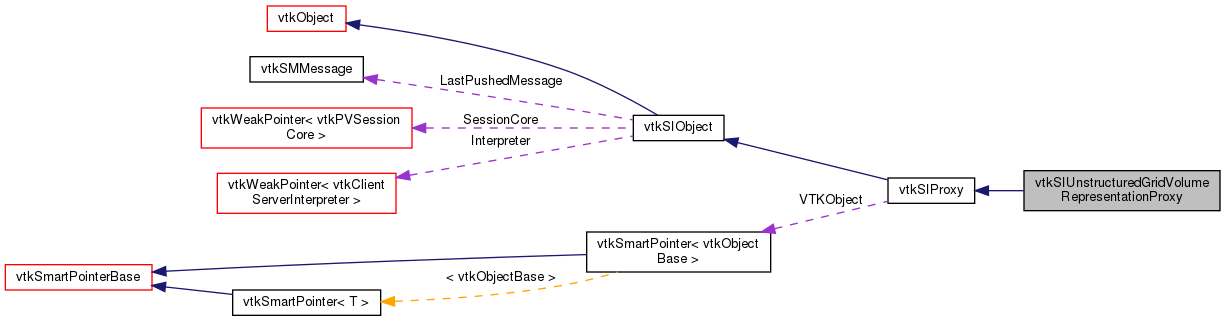 vtkObject
vtkSMMessage
LastPushedMessage
vtkWeakPointer< vtkPVSession
Core >
SessionCore
Interpreter
vtkSIObject
vtkWeakPointer< vtkClient
ServerInterpreter >
vtkSIProxy
vtkSIUnstructuredGridVolume
RepresentationProxy
VTKObject
vtkSmartPointer< vtkObject
Base >
vtkSmartPointerBase
< vtkObjectBase >
vtkSmartPointer< T >